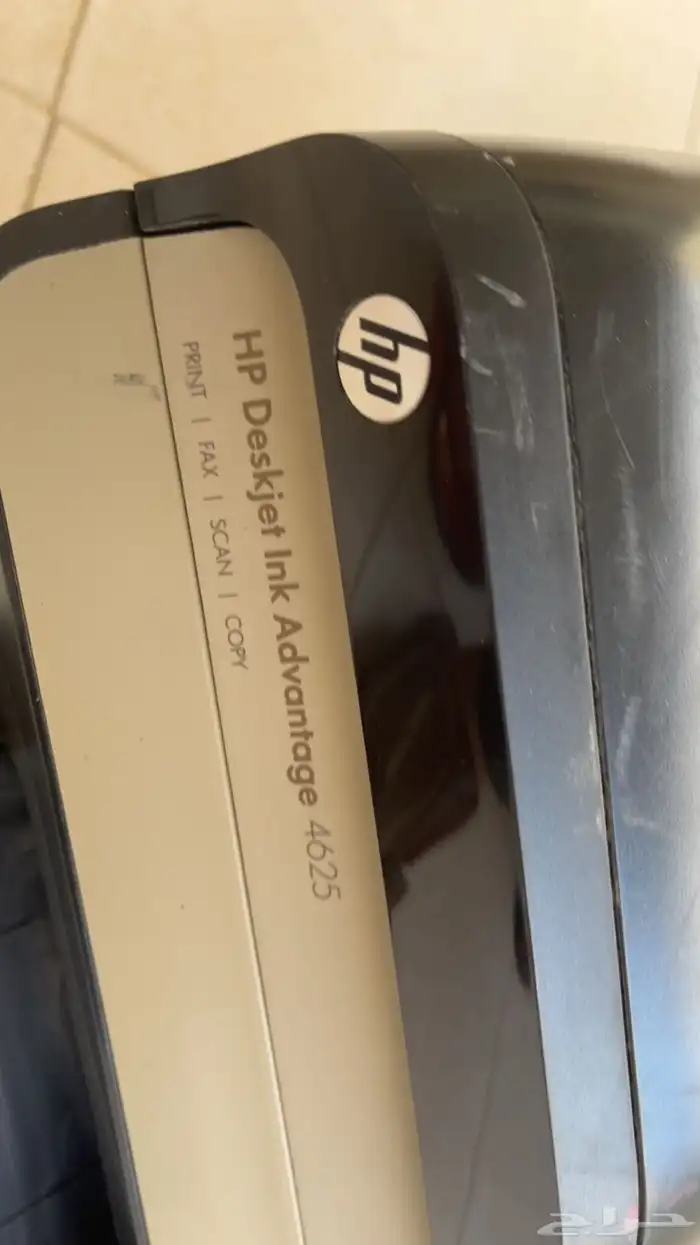 hp
HP Deskjet Ink Advantage 4625
PRINT | FAX | SCAN | COPY
حراج